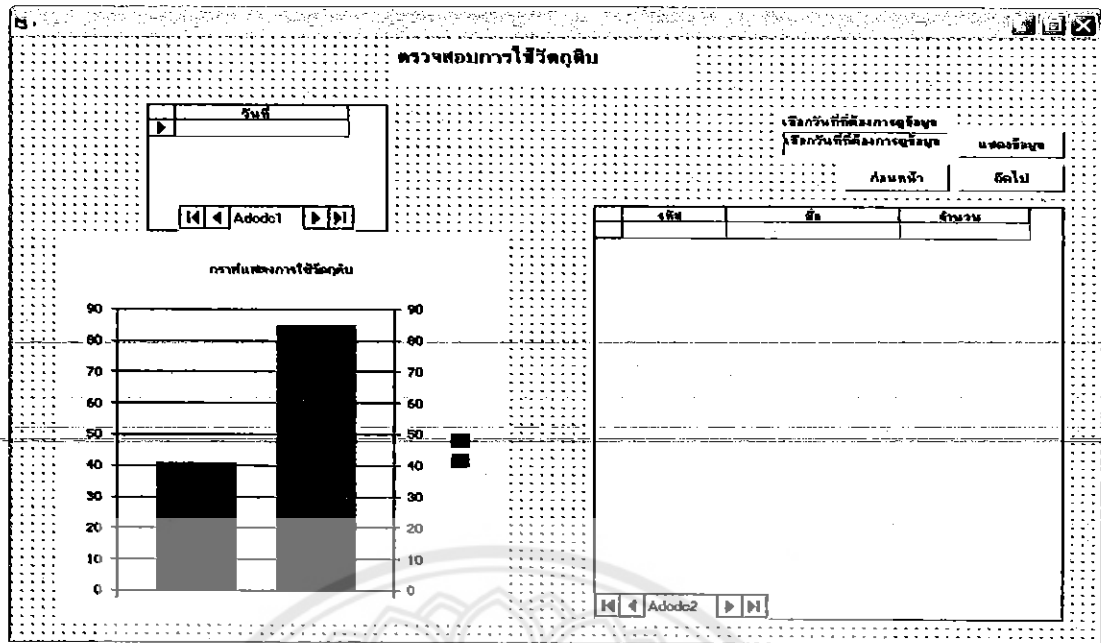 ตรวจสอบการใช้วัตถุดิบ
วันที่
Adodc1
เลือกวันที่ที่ต้องการดูข้อมูล
เลือกวันที่ที่ต้องการดูข้อมูล
แสดงข้อมูล
ก่อนหน้า
ถัดไป
รหัส ชื่อ จำนวน
กราฟแสดงการใช้วัตถุดิบ
90 90
80 80
70 70
60 60
50 50
40 40
30 30
20 20
10 10
0 0
Adodc2